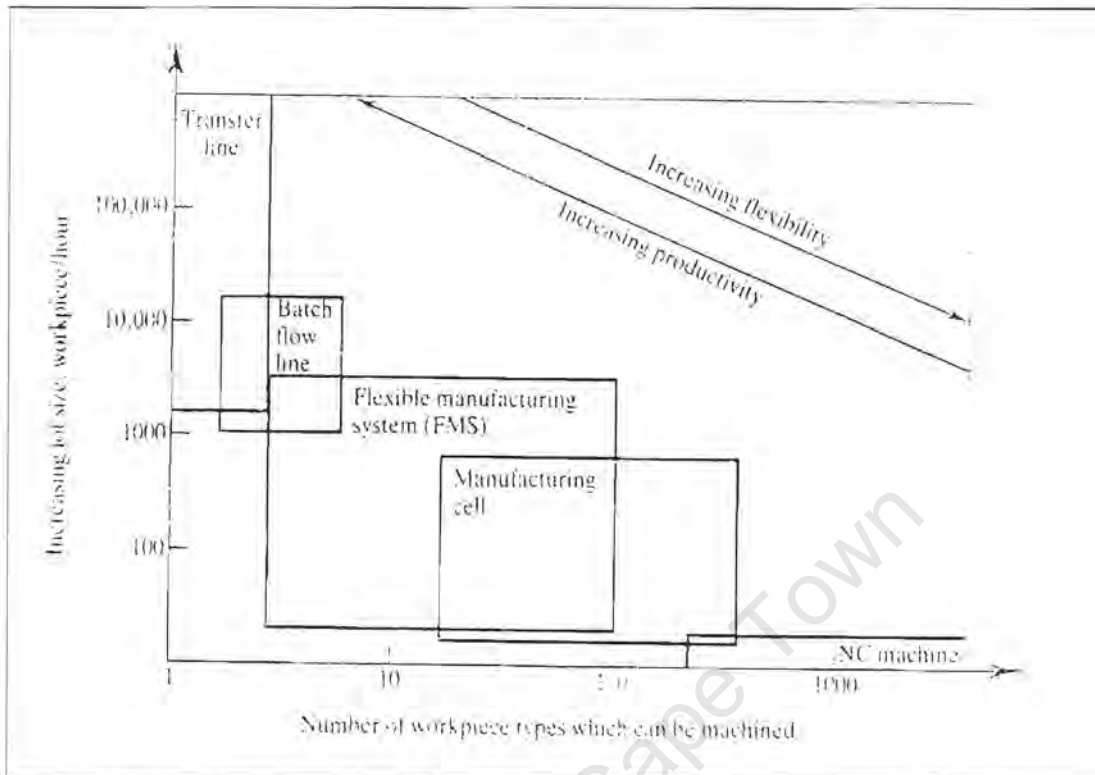 Transfer
line
Increasing flexibility
100,000
Increasing productivity
Increasing lot size, workpiece/hour
10,000
Batch
flow
line
Flexible manufacturing
system (FMS)
1000
Manufacturing
cell
100
NC machine
1
10
1000
Number of workpiece types which can be machined
Cape Town